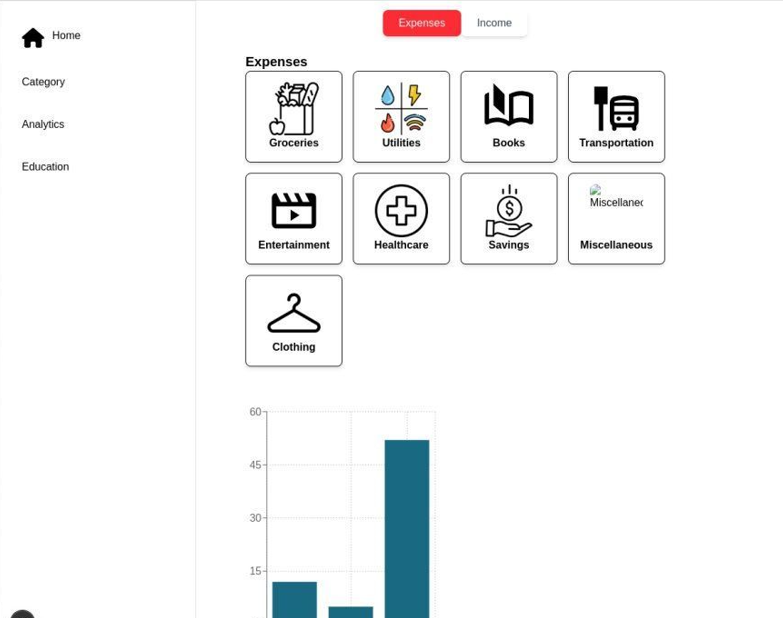 Home
Category
Analytics
Education
Expenses
Income
Expenses
Groceries
Utilities
Books
Transportation
Entertainment
Healthcare
Savings
Miscellaneous
Clothing
60
45
30
15